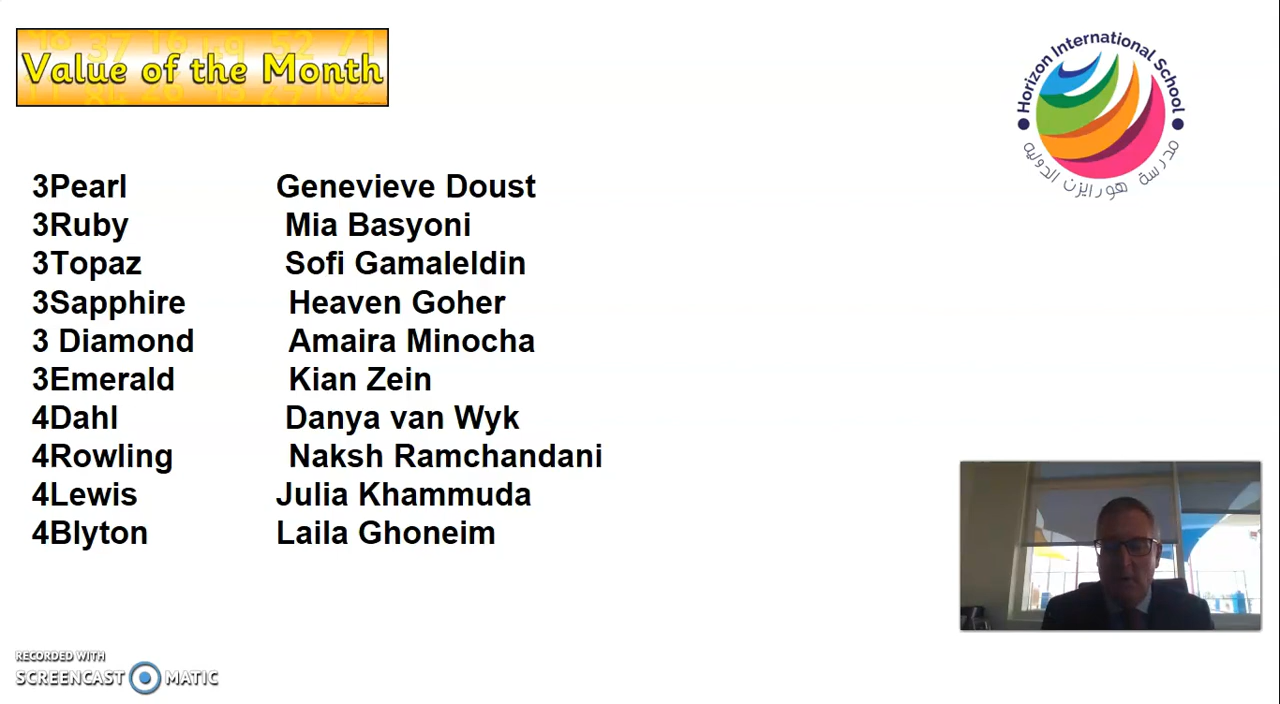 Value of the Month
Horizon International School
مدرسة هورايزن الدولية
3Pearl Genevieve Doust
3Ruby Mia Basyoni
3Topaz Sofi Gamaleldin
3Sapphire Heaven Goher
3 Diamond Amaira Minocha
3Emerald Kian Zein
4Dahl Danya van Wyk
4Rowling Naksh Ramchandani
4Lewis Julia Khammuda
4Blyton Laila Ghoneim
RECORDED WITH
SCREENCAST MATIC